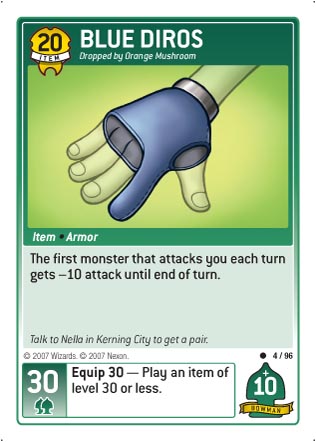 20
ITEM
BLUE DIROS
Dropped by Orange Mushroom
Item • Armor
The first monster that attacks you each turn
gets –10 attack until end of turn.
Talk to Nella in Kerning City to get a pair.
© 2007 Wizards. © 2007 Nexon.
● 4/96
30
Equip 30 — Play an item of
level 30 or less.
+
10
BOWMAN